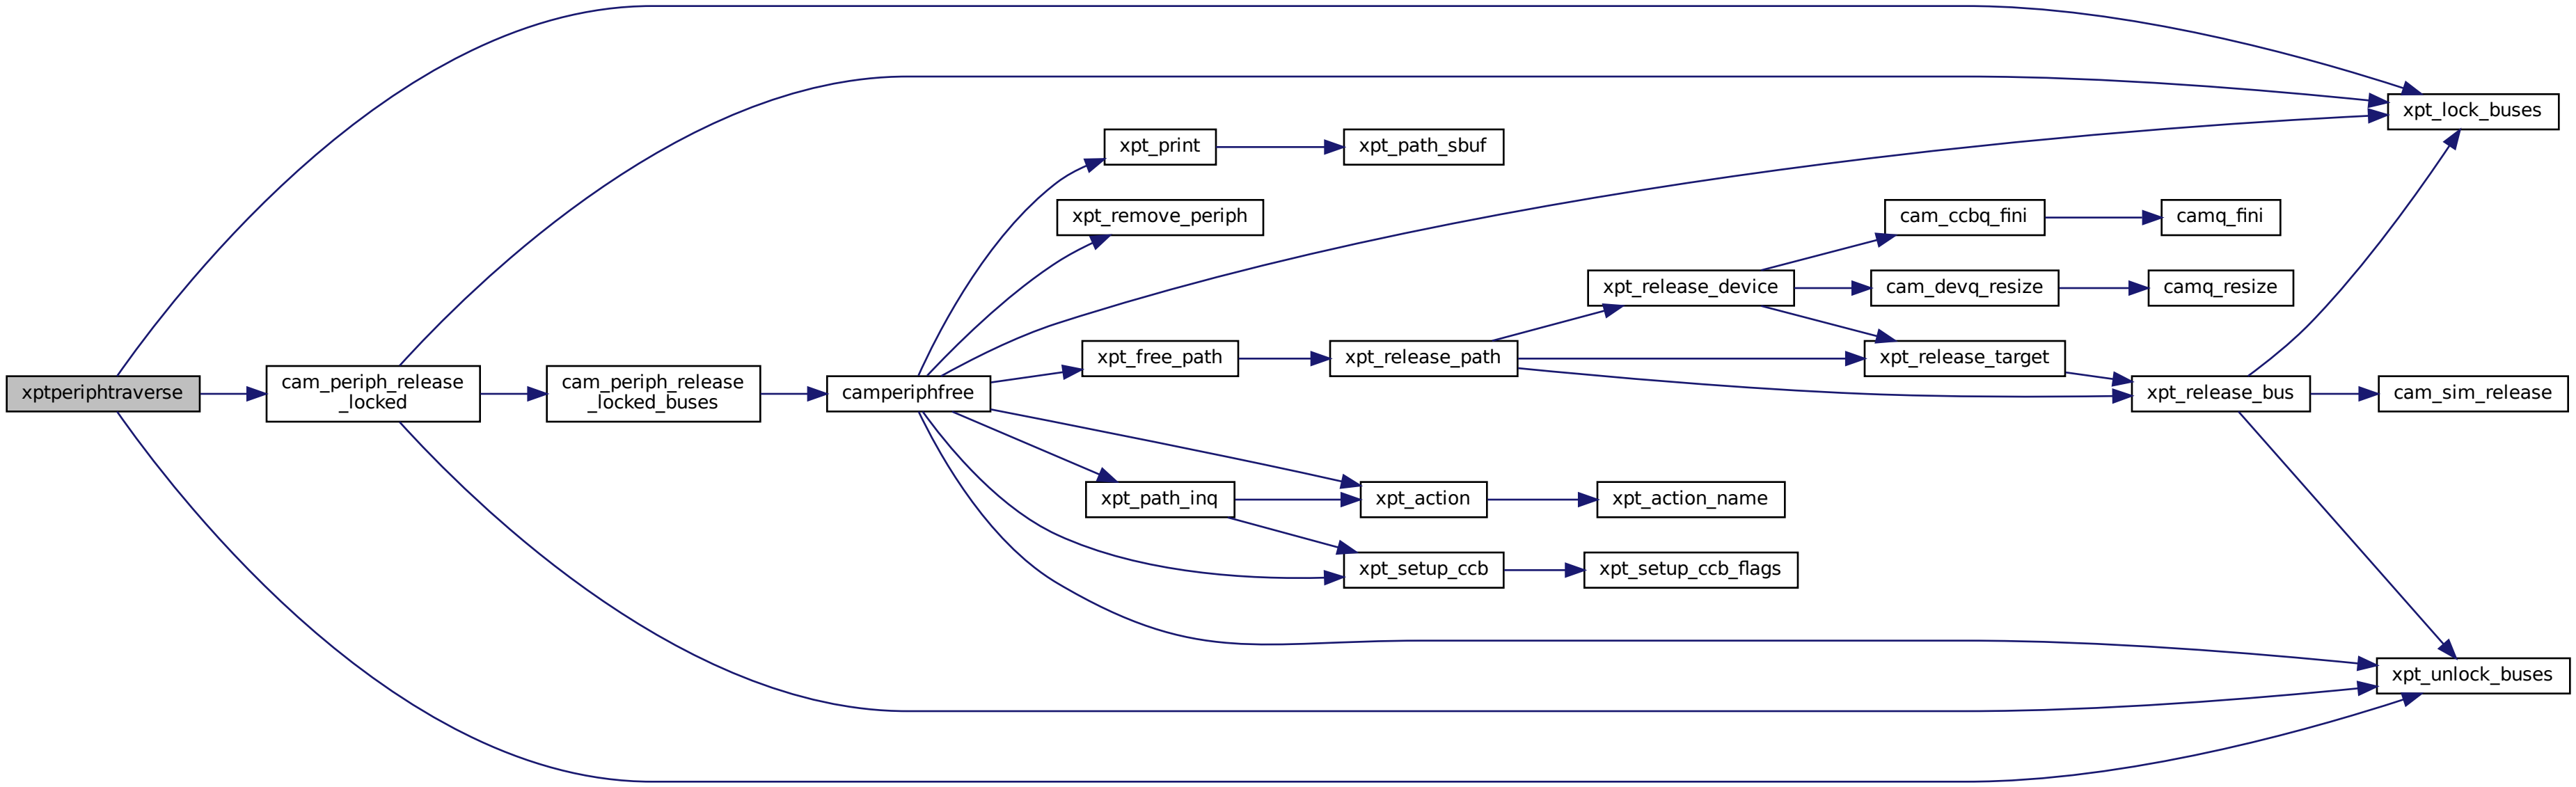 xpt_lock_buses
xpt_print
xpt_path_sbuf
xpt_remove_periph
cam_ccbq_fini
camq_fini
xpt_release_device
cam_devq_resize
camq_resize
xpt_free_path
xpt_release_path
xpt_release_target
xptperiphtraverse
cam_periph_release
_locked
cam_periph_release
_locked_buses
camperiphfree
xpt_release_bus
cam_sim_release
xpt_path_inq
xpt_action
xpt_action_name
xpt_setup_ccb
xpt_setup_ccb_flags
xpt_unlock_buses